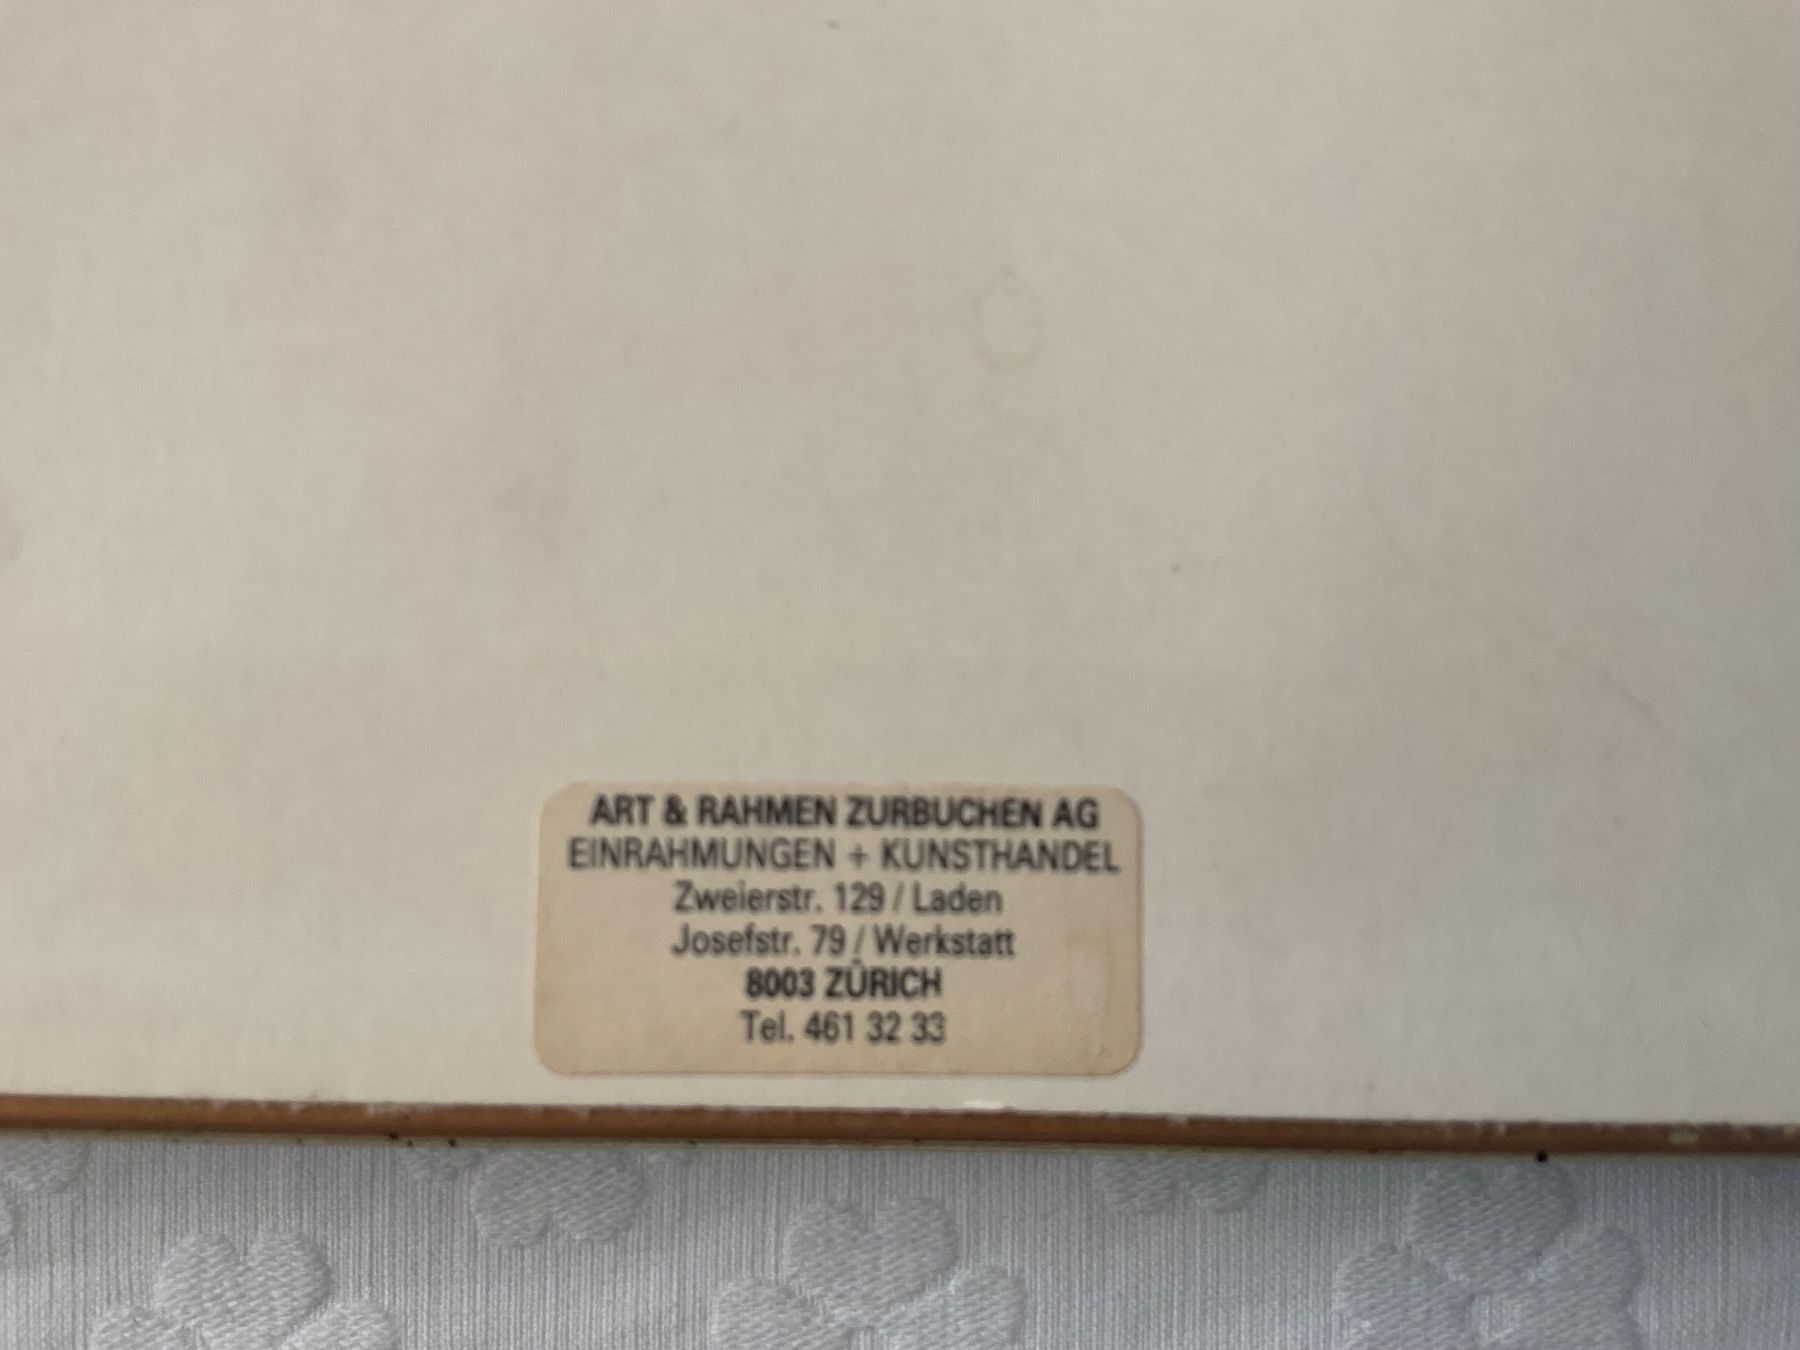 ART & RAHMEN ZURBUCHEN AG
EINRAHMUNGEN + KUNSTHANDEL
Zweierstr. 129 / Laden
Josefstr. 79 / Werkstatt
8003 ZÜRICH
Tel. 461 32 33